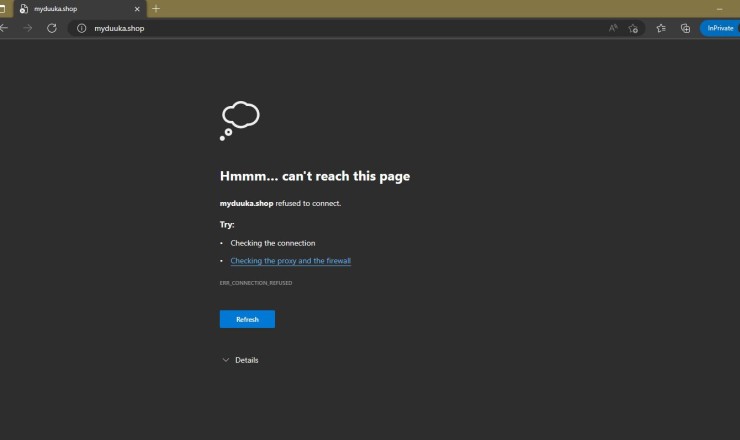 myduuka.shop
myduuka.shop
InPrivate
Hmmm... can't reach this page
myduuka.shop refused to connect.
Try:
• Checking the connection
• Checking the proxy and the firewall
ERR_CONNECTION_REFUSED
Refresh
Details